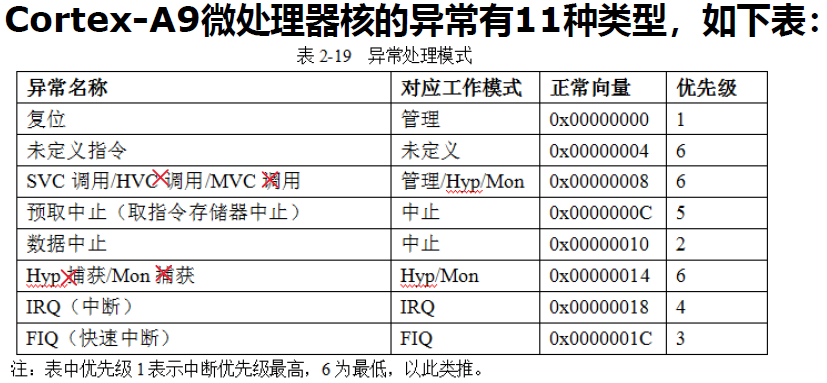 Cortex-A9微处理器核的异常有11种类型，如下表：
表 2-19 异常处理模式
异常名称 对应工作模式 正常向量 优先级
复位 管理 0x00000000 1
未定义指令 未定义 0x00000004 6
SVC 调用/HVC 调用/MVC 调用 管理/Hyp/Mon 0x00000008 6
预取中止（取指令存储器中止） 中止 0x0000000C 5
数据中止 中止 0x00000010 2
Hyp 捕获/Mon 捕获 Hyp/Mon 0x00000014 6
IRQ（中断） IRQ 0x00000018 4
FIQ（快速中断） FIQ 0x0000001C 3
注：表中优先级 1 表示中断优先级最高，6 为最低，以此类推。